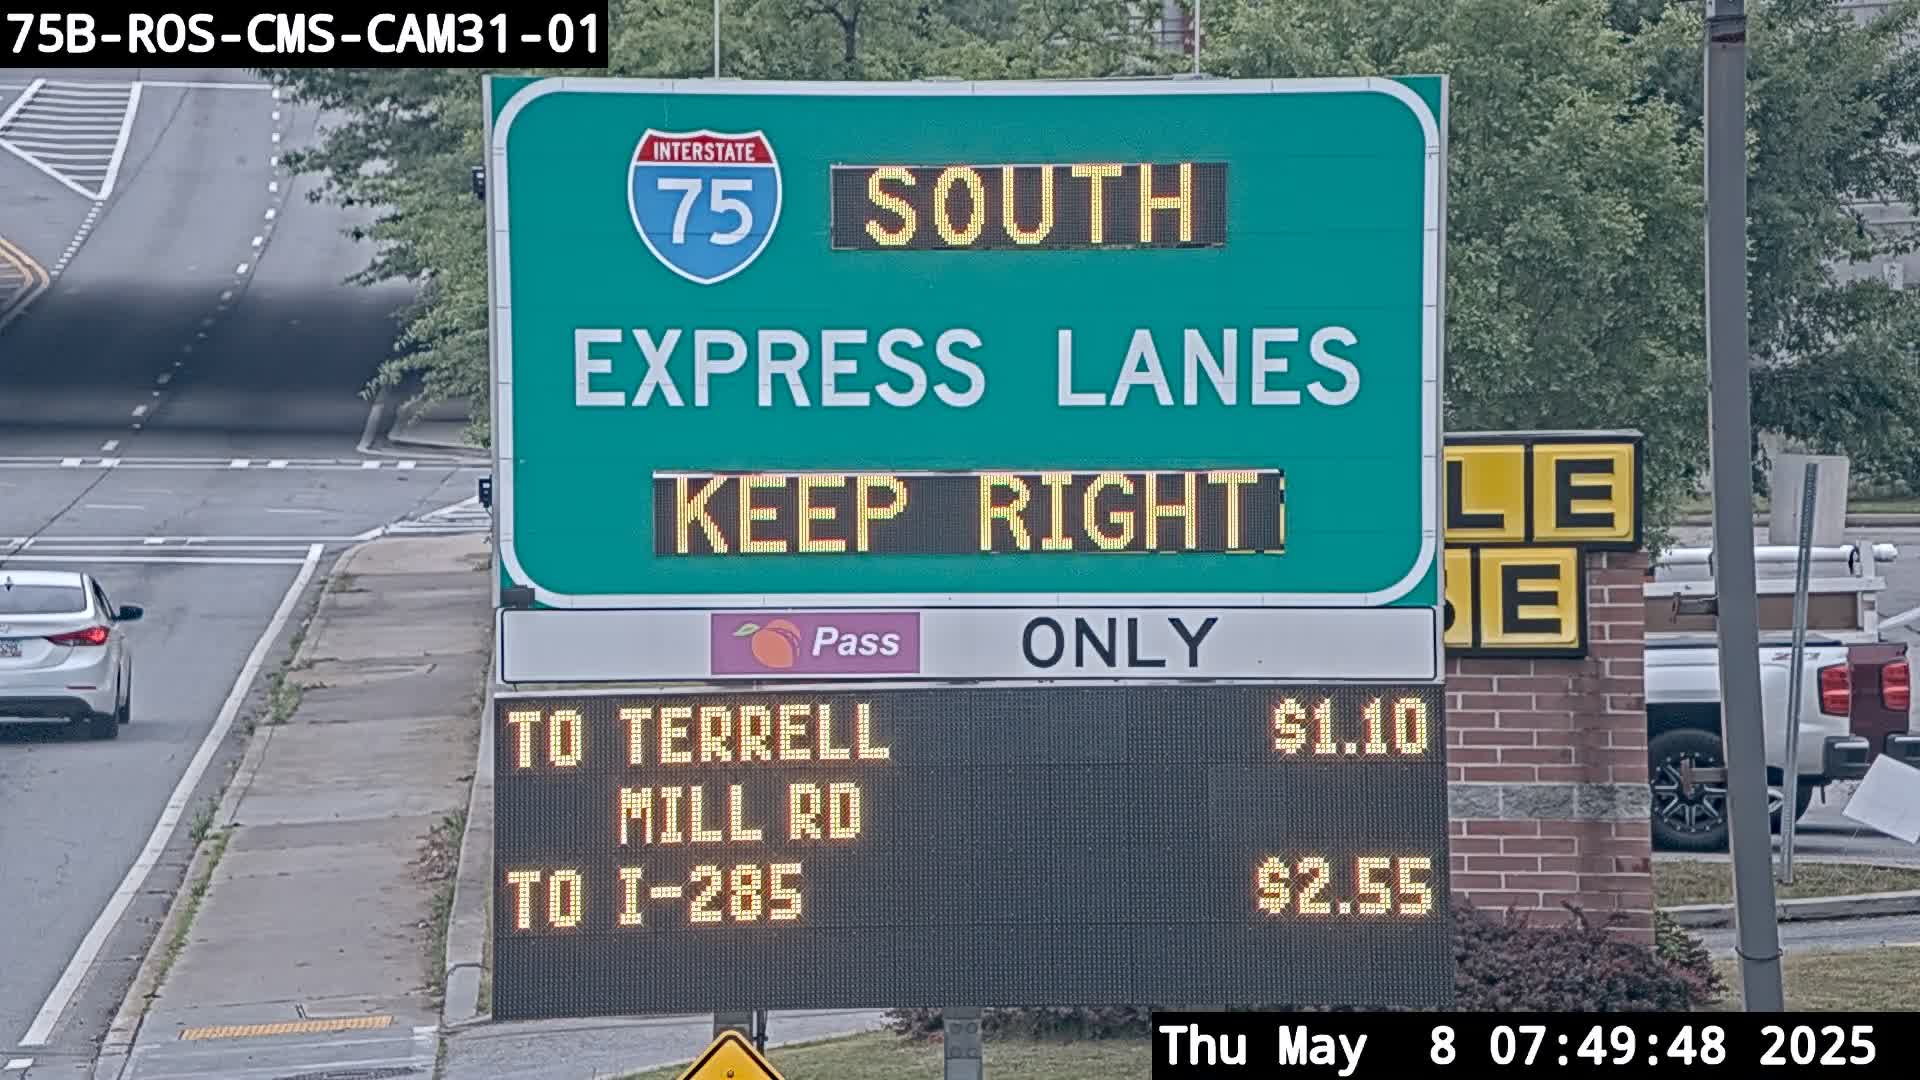 75B-ROS-CMS-CAM31-01
INTERSTATE
75
SOUTH
EXPRESS LANES
KEEP RIGHT
Pass ONLY
TO TERRELL $1.10
MILL RD
TO I-285 $2.55
LE
E
Thu May 8 07:49:48 2025